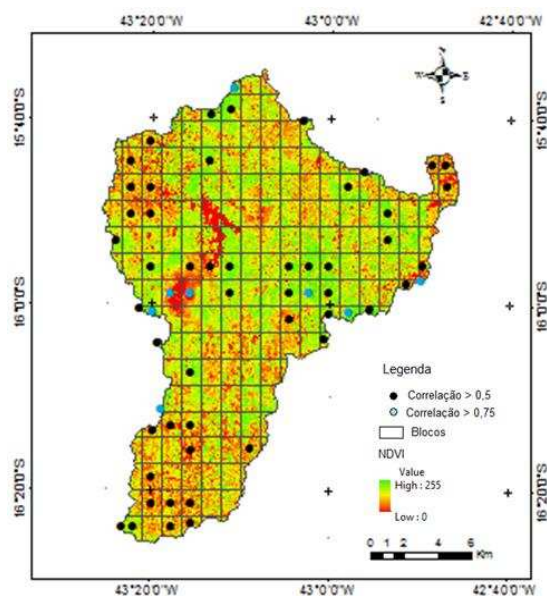 43°20'0"W 43°0'0"W 42°40'0"W
15°40'0"S 15°40'0"S
16°0'0"S 16°0'0"S
Legenda
Correlação > 0,5
Correlação > 0,75
Blocos
NDVI
Value
High : 255
Low : 0
16°20'0"S 16°20'0"S
0 1 2 4 6
Km
43°20'0"W 43°0'0"W 42°40'0"W